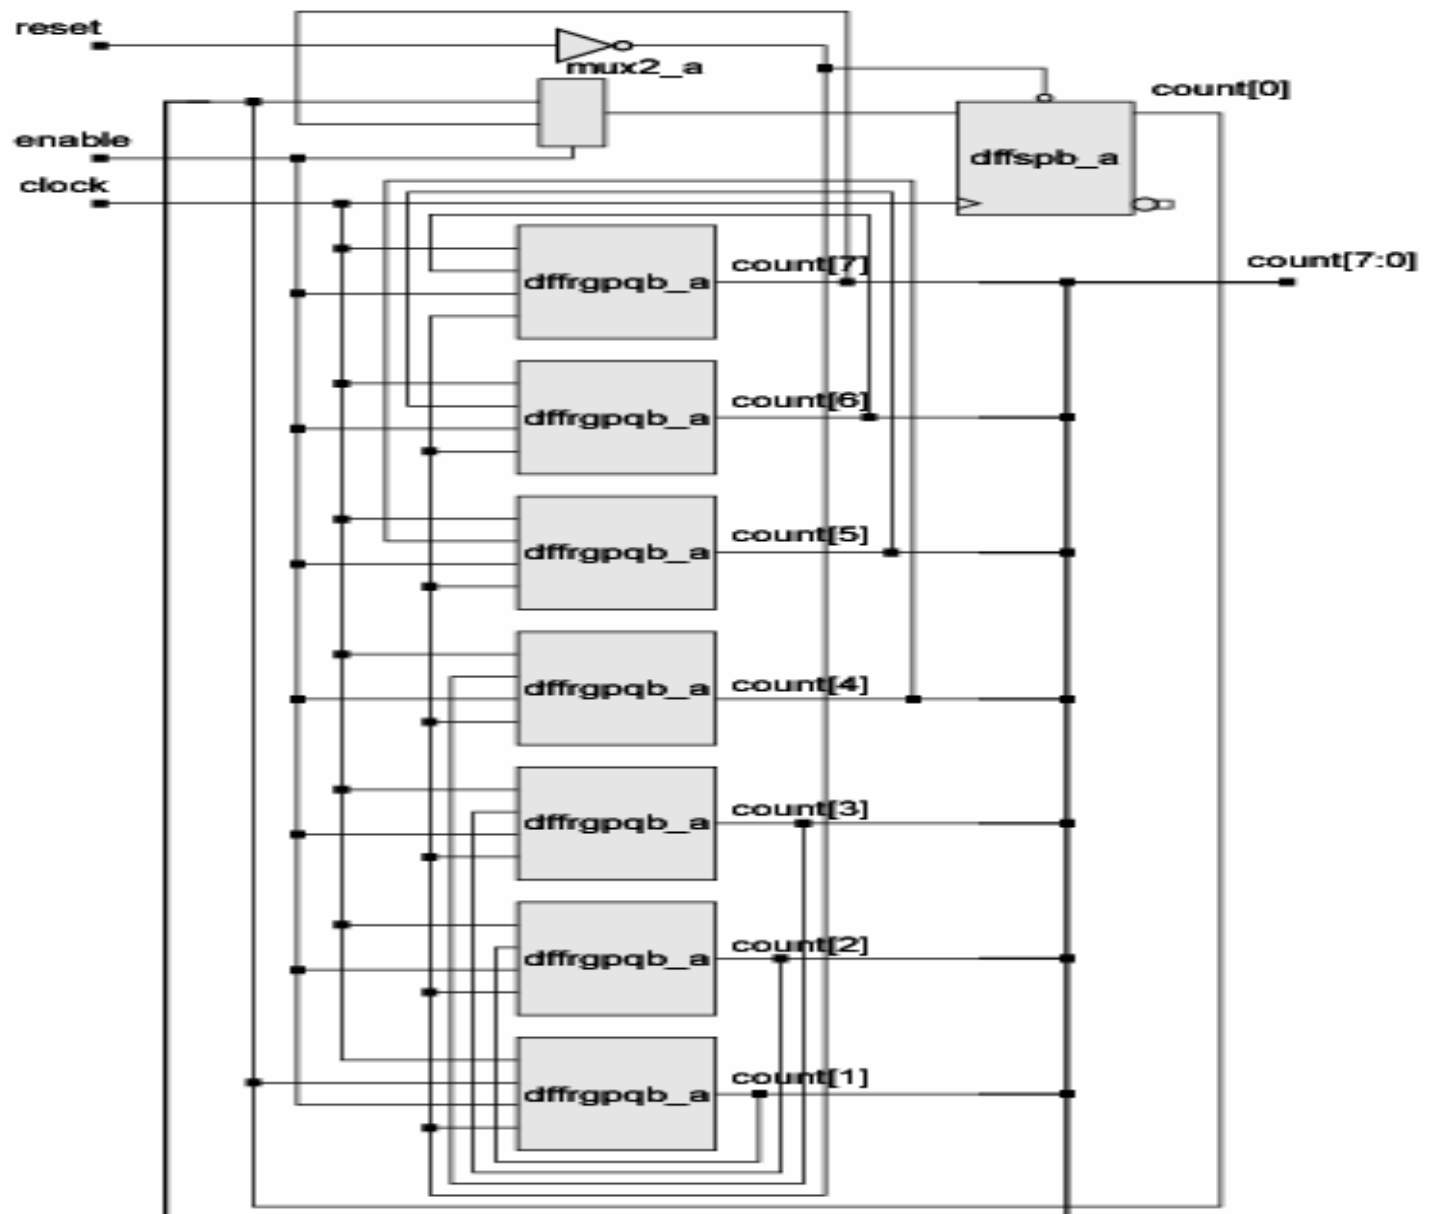 reset
mux2_a
count[0]
enable
dffspb_a
clock
count[7]
count[7:0]
dffrgpqb_a
count[6]
dffrgpqb_a
count[5]
dffrgpqb_a
count[4]
dffrgpqb_a
count[3]
dffrgpqb_a
count[2]
dffrgpqb_a
count[1]
dffrgpqb_a